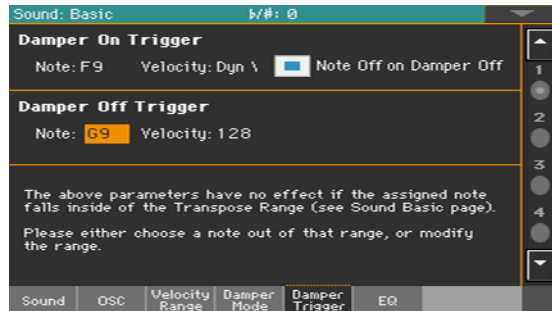 Sound: Basic ♭/#: 0
Damper On Trigger
Note: F9 Velocity: Dyn \ Note Off on Damper Off
1
Damper Off Trigger
2
Note: G9 Velocity: 128
3
The above parameters have no effect if the assigned note
falls inside of the Transpose Range (see Sound Basic page).
4
Please either choose a note out of that range, or modify
the range.
Sound OSC Velocity Range Damper Mode Damper Trigger EQ